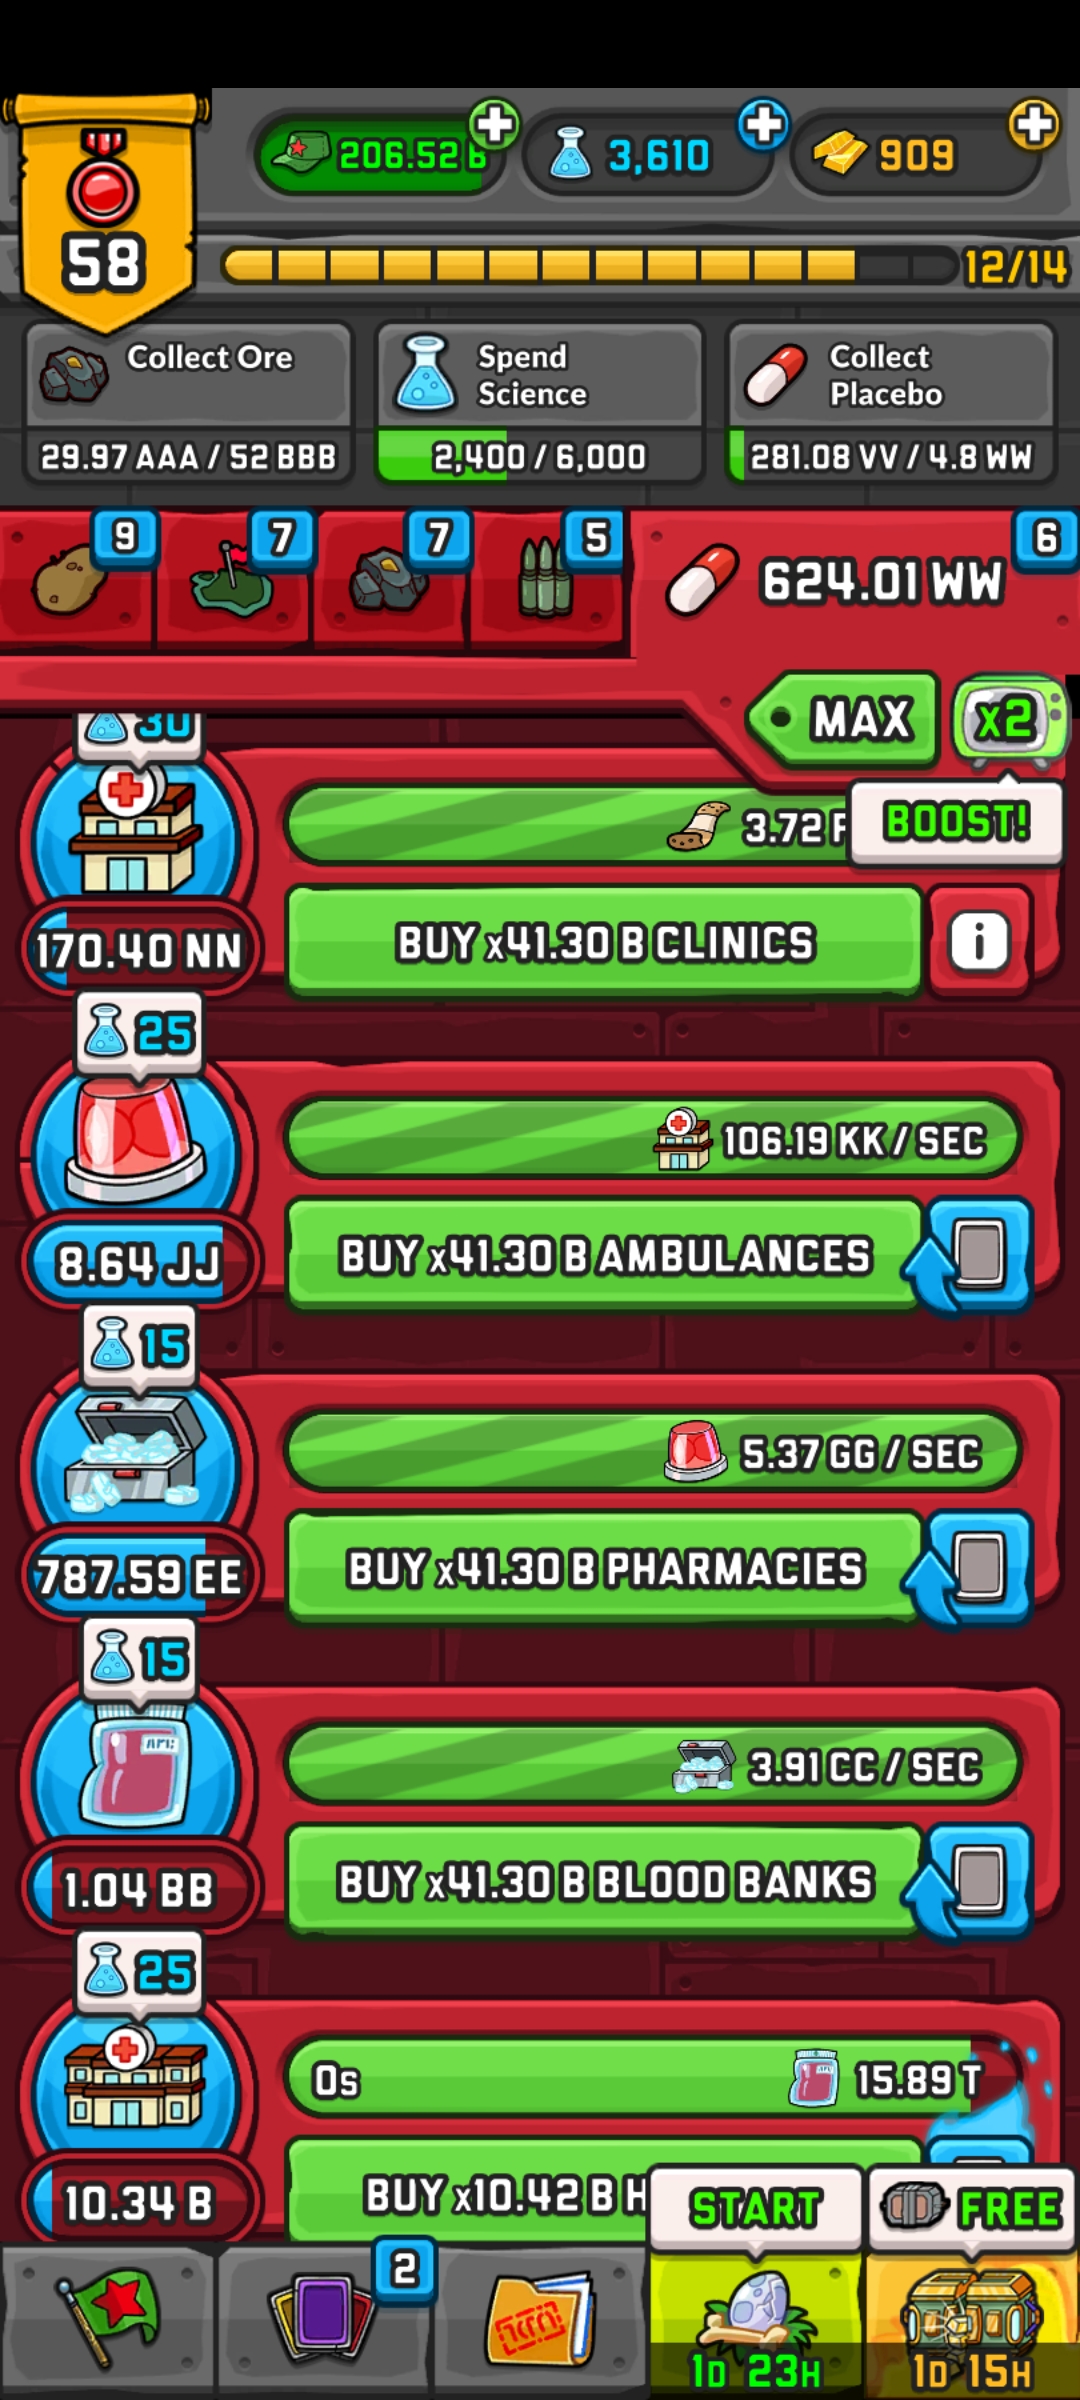 206.52 B
3,610
909
58
12/14
Collect Ore
29.97 AAA / 52 BBB
Spend
Science
2,400 / 6,000
Collect
Placebo
281.08 VV / 4.8 WW
9
7
7
5
6
624.01 WW
MAX
x2
BOOST!
30
3.72
170.40 NN
BUY x41.30 B CLINICS
i
25
106.19 KK / SEC
8.64 JJ
BUY x41.30 B AMBULANCES
15
5.37 GG / SEC
787.59 EE
BUY x41.30 B PHARMACIES
15
3.91 CC / SEC
1.04 BB
BUY x41.30 B BLOOD BANKS
25
0s
15.89 T
10.34 B
BUY x10.42 B H
START
FREE
2
1D 23H
1D 15H